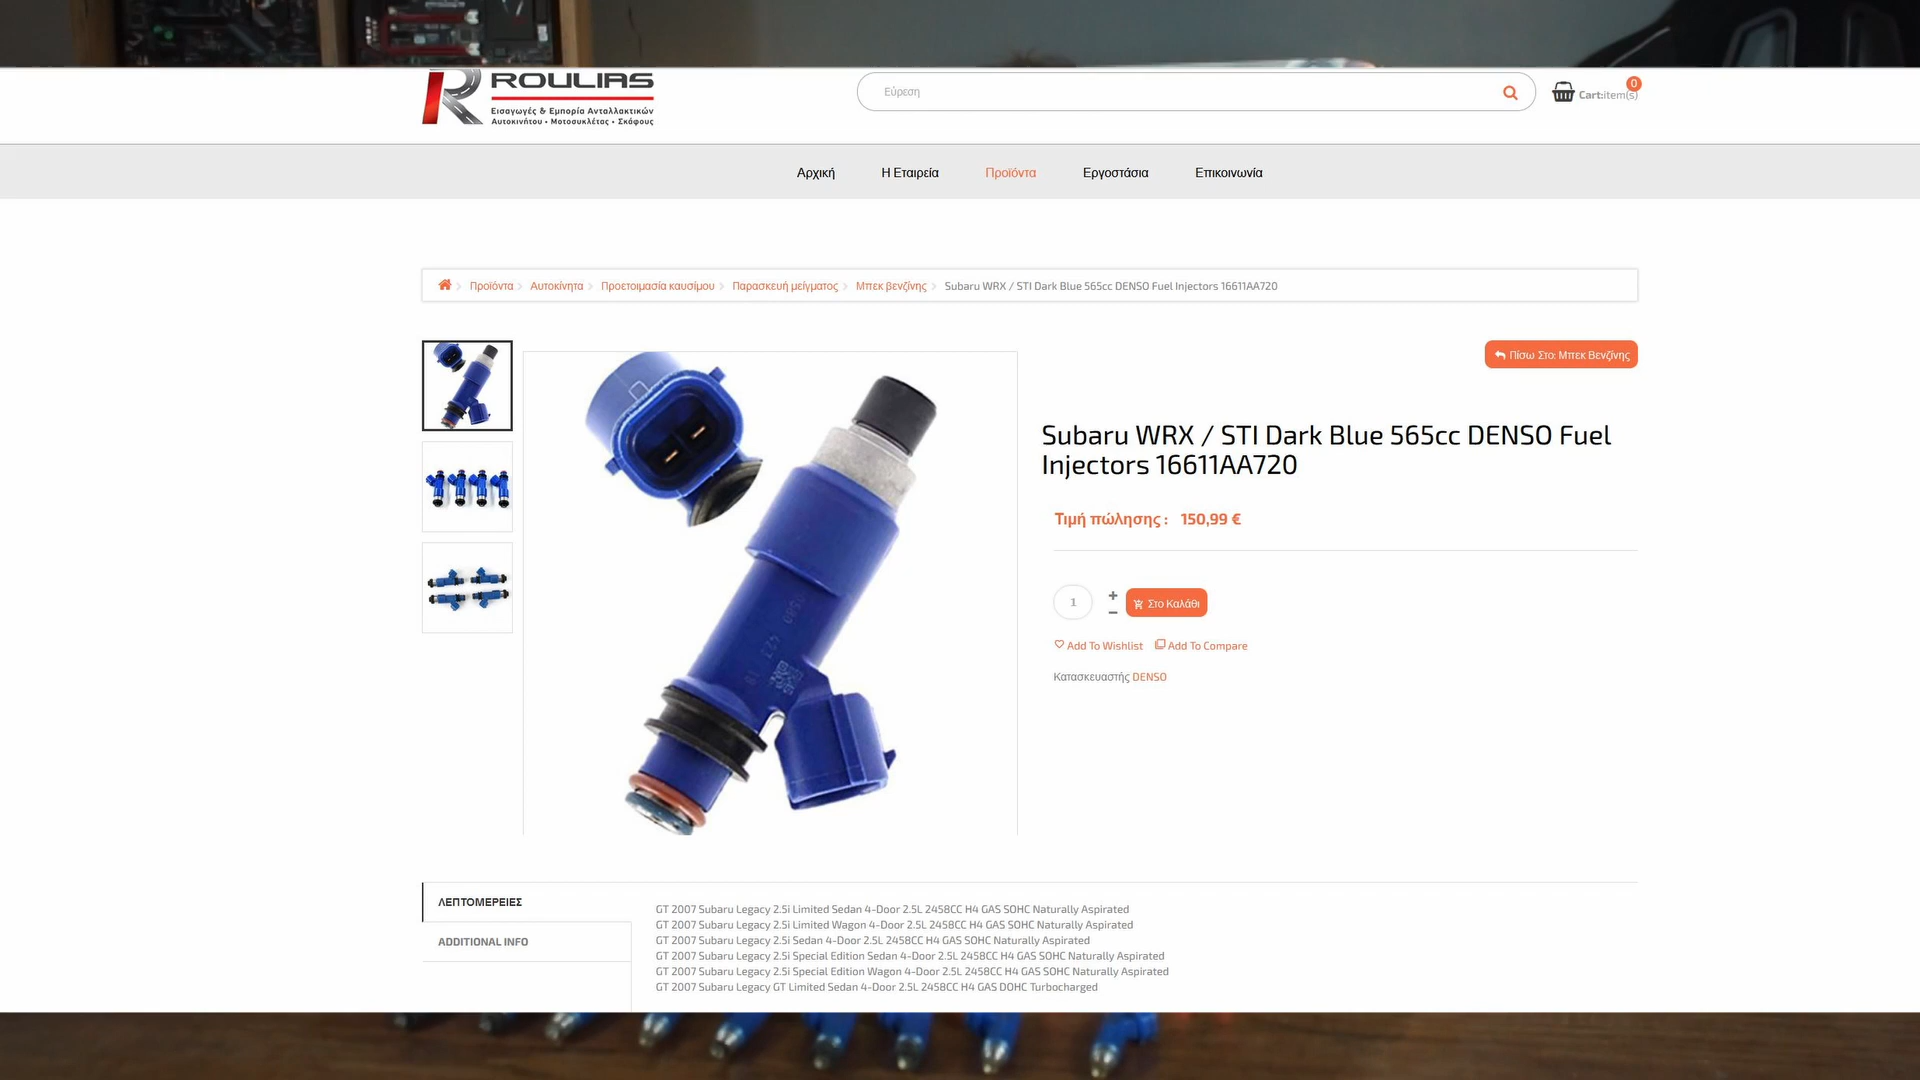 ROULIAS
Εισαγωγές & Εμπορία Ανταλλακτικών
Αυτοκινήτου • Μοτοσυκλέτας • Σκάφους
Εύρεση
0
Cart:item(s)
Αρχική
Η Εταιρεία
Προϊόντα
Εργοστάσια
Επικοινωνία
Προϊόντα > Αυτοκίνητα > Προετοιμασία καυσίμου > Παρασκευή μείγματος > Μπεκ βενζίνης > Subaru WRX / STI Dark Blue 565cc DENSO Fuel Injectors 16611AA720
Πίσω Στο: Μπεκ Βενζίνης
Subaru WRX / STI Dark Blue 565cc DENSO Fuel
Injectors 16611AA720
Τιμή πώλησης : 150,99 €
1
+
−
Στο Καλάθι
Add To Wishlist
Add To Compare
Κατασκευαστής DENSO
ΛΕΠΤΟΜΕΡΕΙΕΣ
ADDITIONAL INFO
GT 2007 Subaru Legacy 2.5i Limited Sedan 4-Door 2.5L 2458CC H4 GAS SOHC Naturally Aspirated
GT 2007 Subaru Legacy 2.5i Limited Wagon 4-Door 2.5L 2458CC H4 GAS SOHC Naturally Aspirated
GT 2007 Subaru Legacy 2.5i Sedan 4-Door 2.5L 2458CC H4 GAS SOHC Naturally Aspirated
GT 2007 Subaru Legacy 2.5i Special Edition Sedan 4-Door 2.5L 2458CC H4 GAS SOHC Naturally Aspirated
GT 2007 Subaru Legacy 2.5i Special Edition Wagon 4-Door 2.5L 2458CC H4 GAS SOHC Naturally Aspirated
GT 2007 Subaru Legacy GT Limited Sedan 4-Door 2.5L 2458CC H4 GAS DOHC Turbocharged